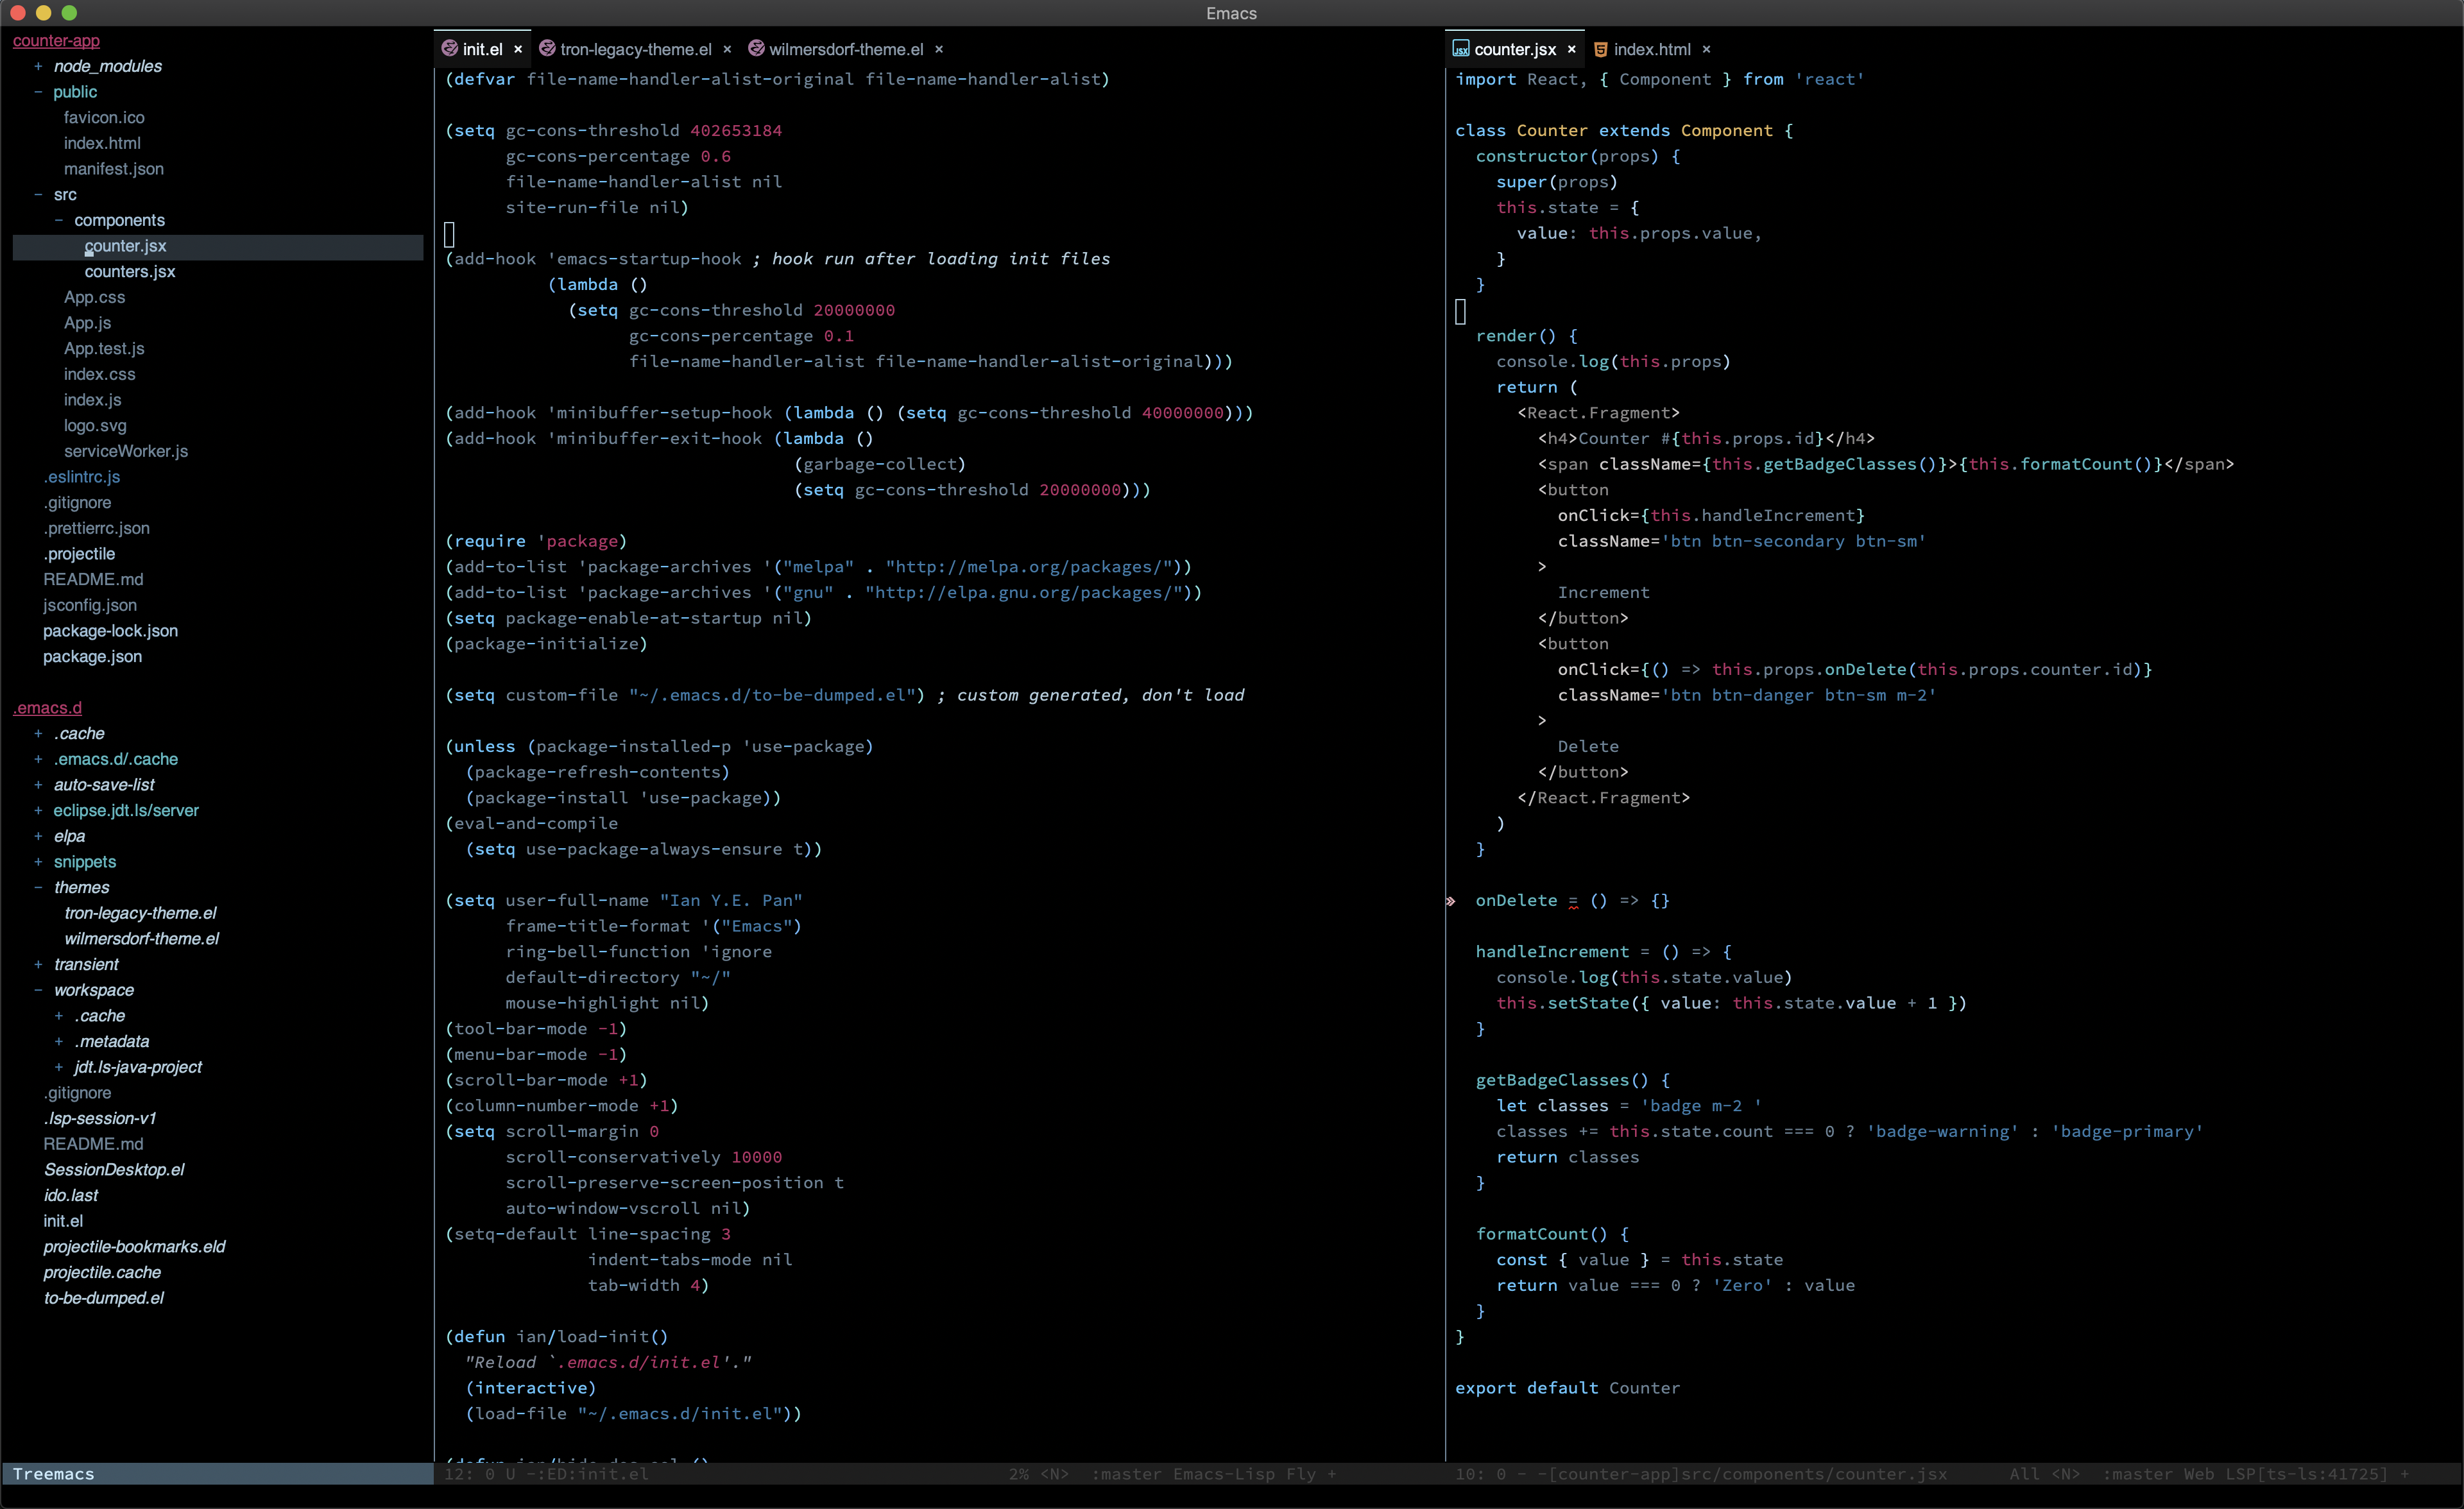 Emacs
counter-app
+ node_modules
− public
favicon.ico
index.html
manifest.json
− src
− components
counter.jsx
counters.jsx
App.css
App.js
App.test.js
index.css
index.js
logo.svg
serviceWorker.js
.eslintrc.js
.gitignore
.prettierrc.json
.projectile
README.md
jsconfig.json
package-lock.json
package.json
.emacs.d
+ .cache
+ .emacs.d/.cache
+ auto-save-list
+ eclipse.jdt.ls/server
+ elpa
+ snippets
− themes
tron-legacy-theme.el
wilmersdorf-theme.el
+ transient
− workspace
+ .cache
+ .metadata
+ jdt.ls-java-project
.gitignore
.lsp-session-v1
README.md
SessionDesktop.el
ido.last
init.el
projectile-bookmarks.eld
projectile.cache
to-be-dumped.el
Treemacs
init.el × tron-legacy-theme.el × wilmersdorf-theme.el ×
(defvar file-name-handler-alist-original file-name-handler-alist)
(setq gc-cons-threshold 402653184
gc-cons-percentage 0.6
file-name-handler-alist nil
site-run-file nil)
(add-hook 'emacs-startup-hook ; hook run after loading init files
(lambda ()
(setq gc-cons-threshold 20000000
gc-cons-percentage 0.1
file-name-handler-alist file-name-handler-alist-original)))
(add-hook 'minibuffer-setup-hook (lambda () (setq gc-cons-threshold 40000000)))
(add-hook 'minibuffer-exit-hook (lambda ()
(garbage-collect)
(setq gc-cons-threshold 20000000)))
(require 'package)
(add-to-list 'package-archives '("melpa" . "http://melpa.org/packages/"))
(add-to-list 'package-archives '("gnu" . "http://elpa.gnu.org/packages/"))
(setq package-enable-at-startup nil)
(package-initialize)
(setq custom-file "~/.emacs.d/to-be-dumped.el") ; custom generated, don't load
(unless (package-installed-p 'use-package)
(package-refresh-contents)
(package-install 'use-package))
(eval-and-compile
(setq use-package-always-ensure t))
(setq user-full-name "Ian Y.E. Pan"
frame-title-format '("Emacs")
ring-bell-function 'ignore
default-directory "~/"
mouse-highlight nil)
(tool-bar-mode -1)
(menu-bar-mode -1)
(scroll-bar-mode +1)
(column-number-mode +1)
(setq scroll-margin 0
scroll-conservatively 10000
scroll-preserve-screen-position t
auto-window-vscroll nil)
(setq-default line-spacing 3
indent-tabs-mode nil
tab-width 4)
(defun ian/load-init()
"Reload `.emacs.d/init.el'."
(interactive)
(load-file "~/.emacs.d/init.el"))
12: 0 U -:ED:init.el 2% <N> :master Emacs-Lisp Fly +
JSX counter.jsx × index.html ×
import React, { Component } from 'react'
class Counter extends Component {
constructor(props) {
super(props)
this.state = {
value: this.props.value,
}
}
render() {
console.log(this.props)
return (
<React.Fragment>
<h4>Counter #{this.props.id}</h4>
<span className={this.getBadgeClasses()}>{this.formatCount()}</span>
<button
onClick={this.handleIncrement}
className='btn btn-secondary btn-sm'
>
Increment
</button>
<button
onClick={() => this.props.onDelete(this.props.counter.id)}
className='btn btn-danger btn-sm m-2'
>
Delete
</button>
</React.Fragment>
)
}
» onDelete = () => {}
handleIncrement = () => {
console.log(this.state.value)
this.setState({ value: this.state.value + 1 })
}
getBadgeClasses() {
let classes = 'badge m-2 '
classes += this.state.count === 0 ? 'badge-warning' : 'badge-primary'
return classes
}
formatCount() {
const { value } = this.state
return value === 0 ? 'Zero' : value
}
}
export default Counter
10: 0 - -[counter-app]src/components/counter.jsx All <N> :master Web LSP[ts-ls:41725] +